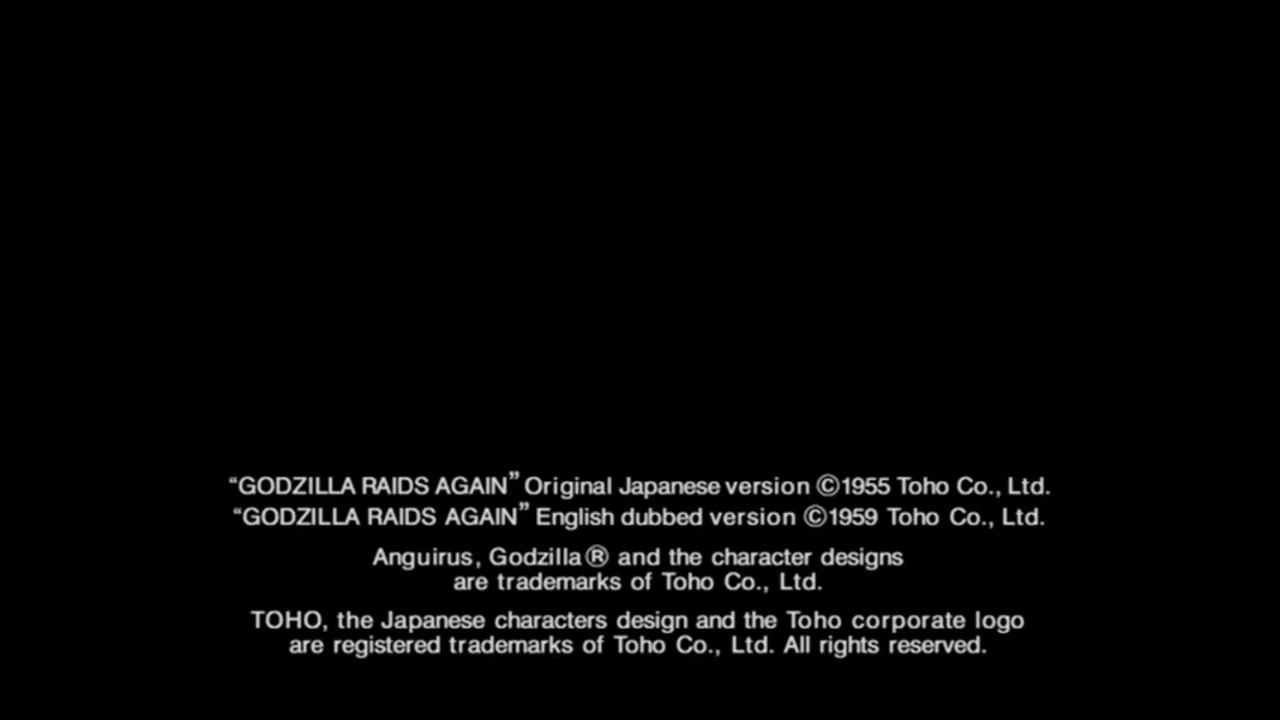 “GODZILLA RAIDS AGAIN” Original Japanese version ©1955 Toho Co., Ltd.
“GODZILLA RAIDS AGAIN” English dubbed version ©1959 Toho Co., Ltd.
Anguirus, Godzilla® and the character designs
are trademarks of Toho Co., Ltd.
TOHO, the Japanese characters design and the Toho corporate logo
are registered trademarks of Toho Co., Ltd. All rights reserved.